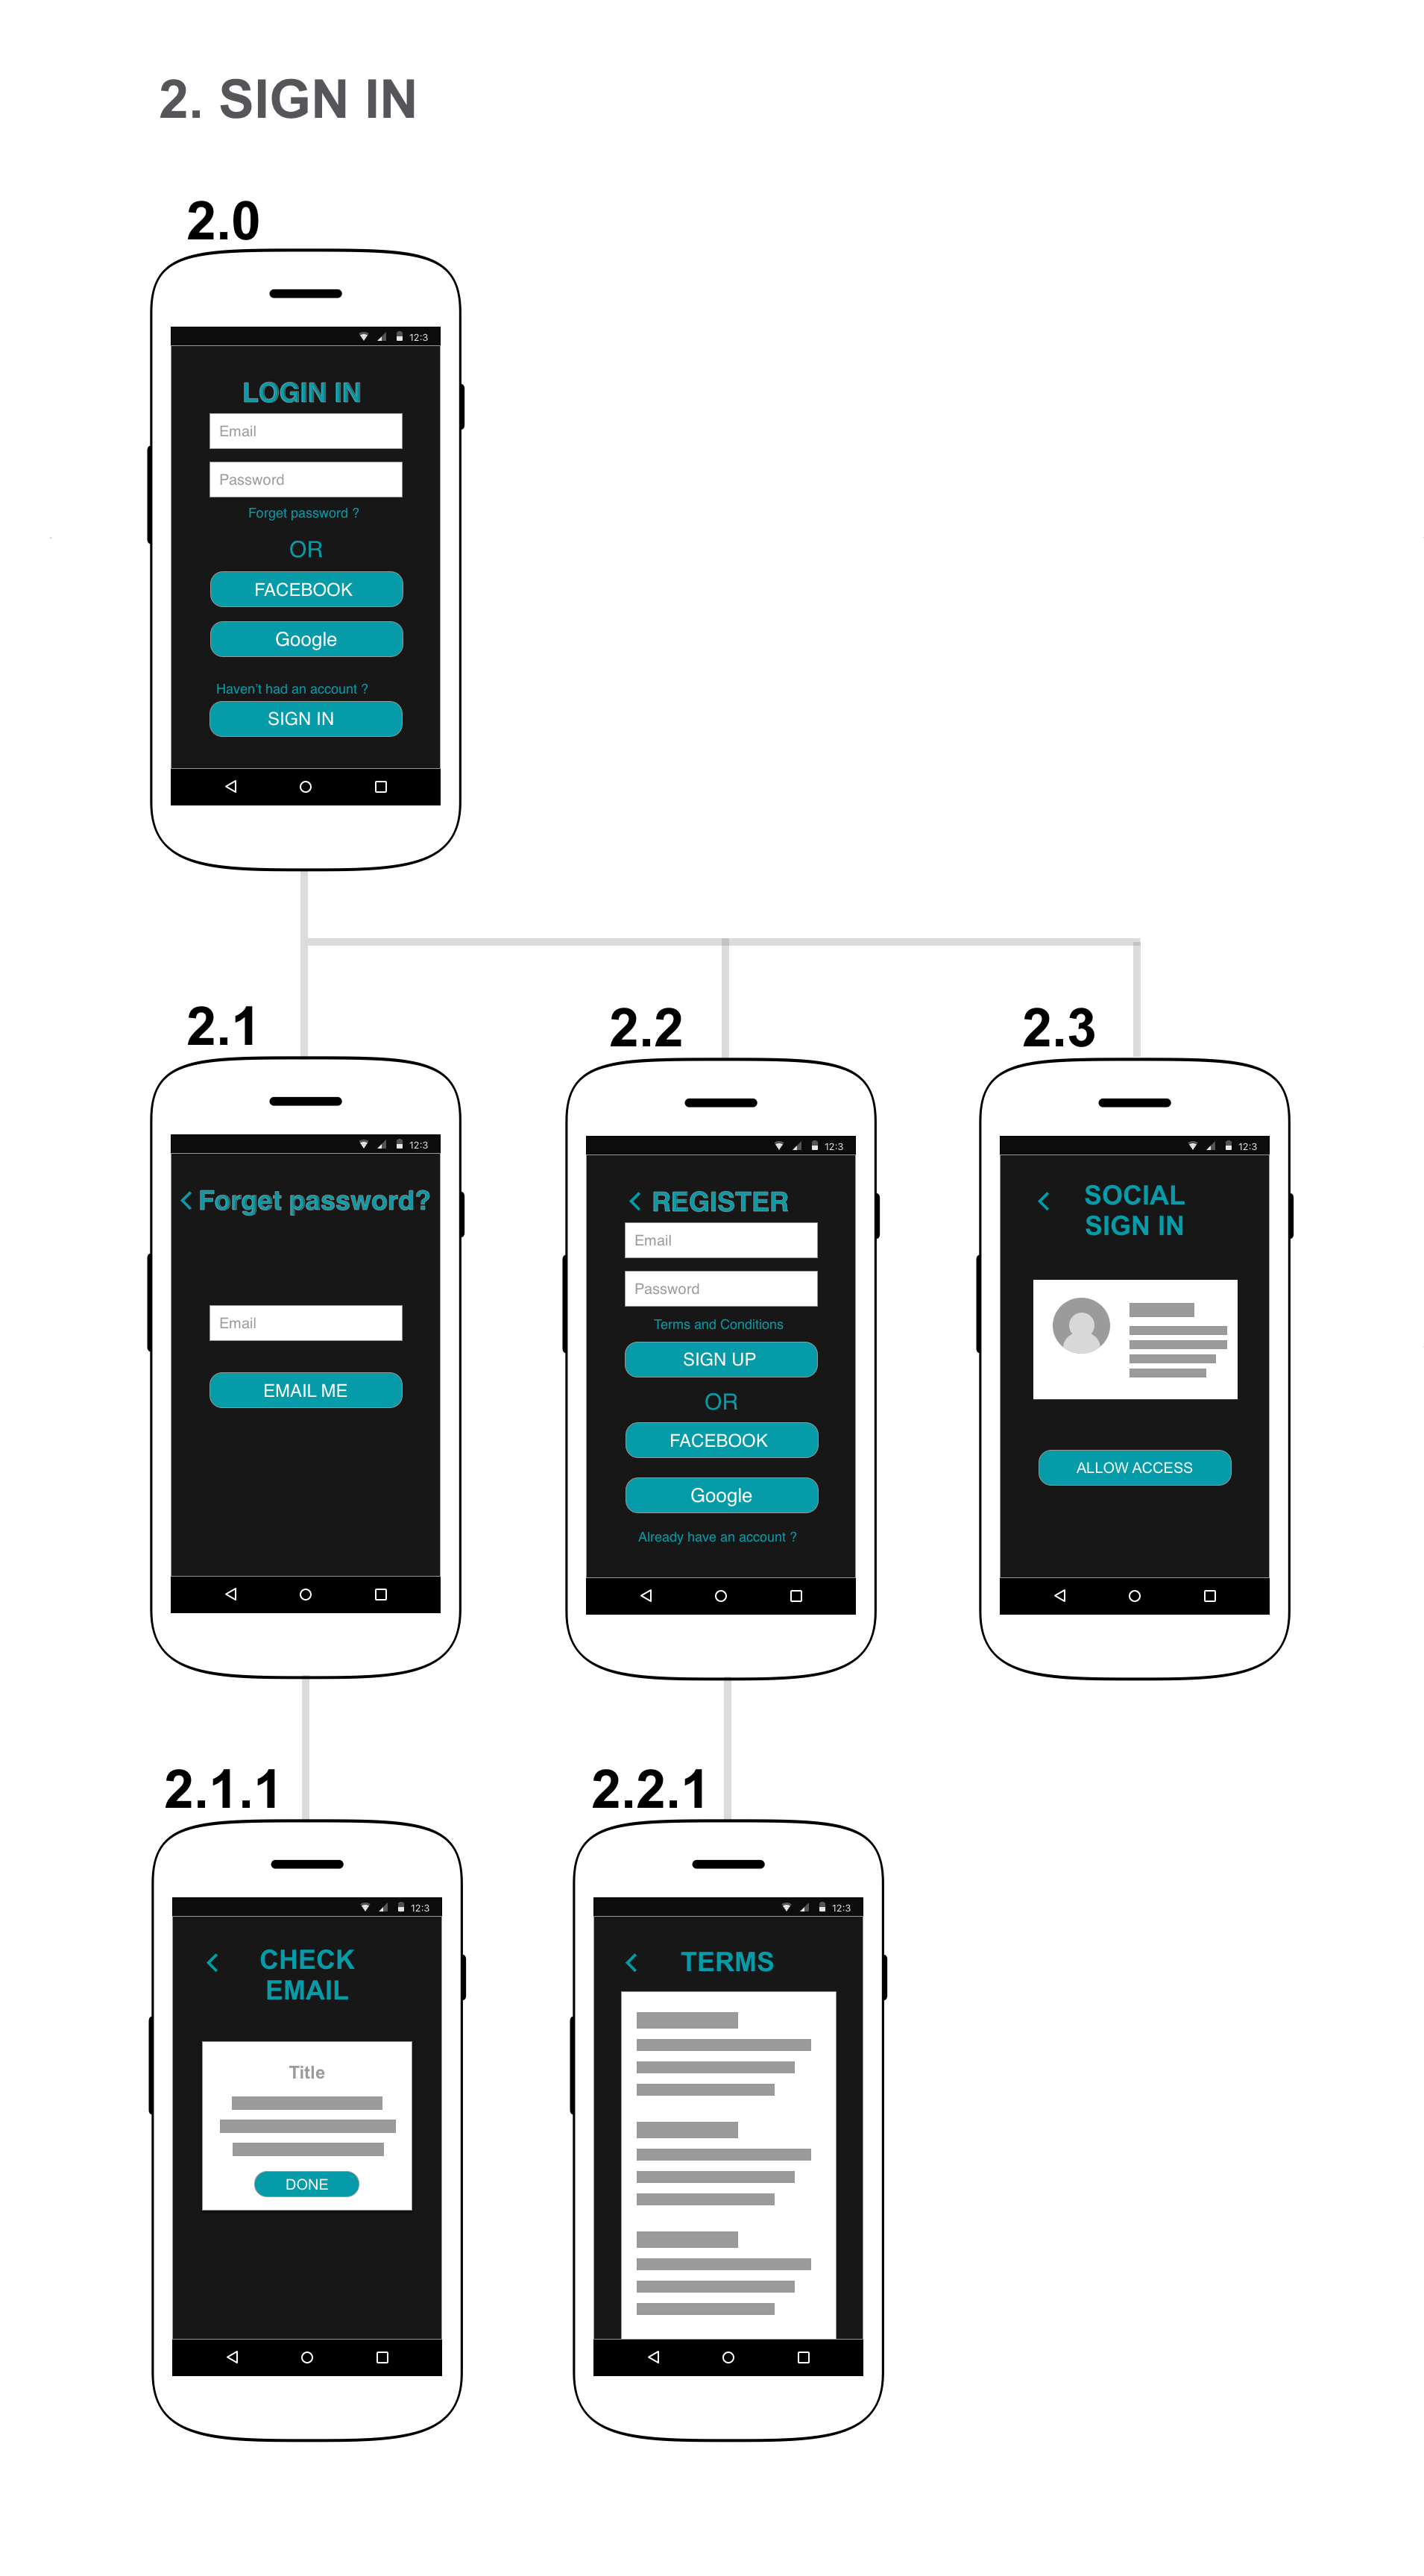 2. SIGN IN
2.0
12:3
LOGIN IN
Email
Password
Forget password ?
OR
FACEBOOK
Google
Haven't had an account ?
SIGN IN
2.1
12:3
Forget password?
Email
EMAIL ME
2.2
12:3
REGISTER
Email
Password
Terms and Conditions
SIGN UP
OR
FACEBOOK
Google
Already have an account ?
2.3
12:3
SOCIAL
SIGN IN
ALLOW ACCESS
2.1.1
12:3
CHECK
EMAIL
Title
DONE
2.2.1
12:3
TERMS